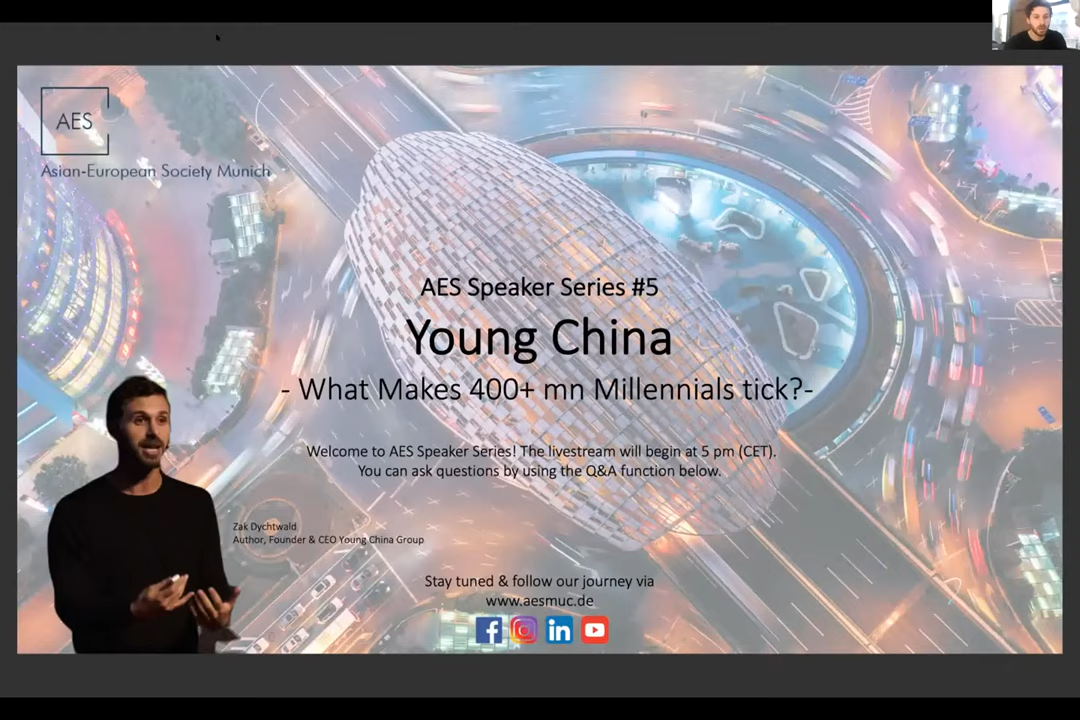 AES
Asian-European Society Munich
AES Speaker Series #5
Young China
- What Makes 400+ mn Millennials tick?-
Welcome to AES Speaker Series! The livestream will begin at 5 pm (CET).
You can ask questions by using the Q&A function below.
Zak Dychtwald
Author, Founder & CEO Young China Group
Stay tuned & follow our journey via
www.aesmuc.de